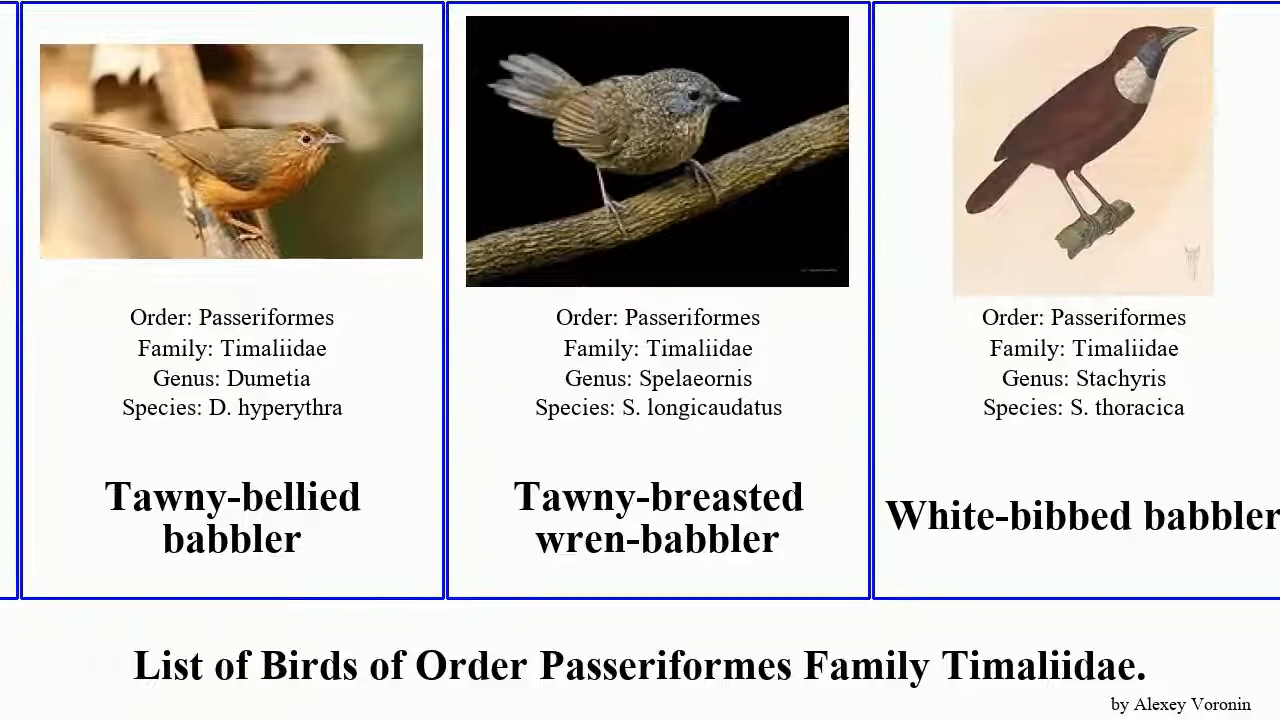 Order: Passeriformes
Family: Timaliidae
Genus: Dumetia
Species: D. hyperythra
Tawny-bellied
babbler
Order: Passeriformes
Family: Timaliidae
Genus: Spelaeornis
Species: S. longicaudatus
Tawny-breasted
wren-babbler
Order: Passeriformes
Family: Timaliidae
Genus: Stachyris
Species: S. thoracica
White-bibbed babbler
List of Birds of Order Passeriformes Family Timaliidae.
by Alexey Voronin